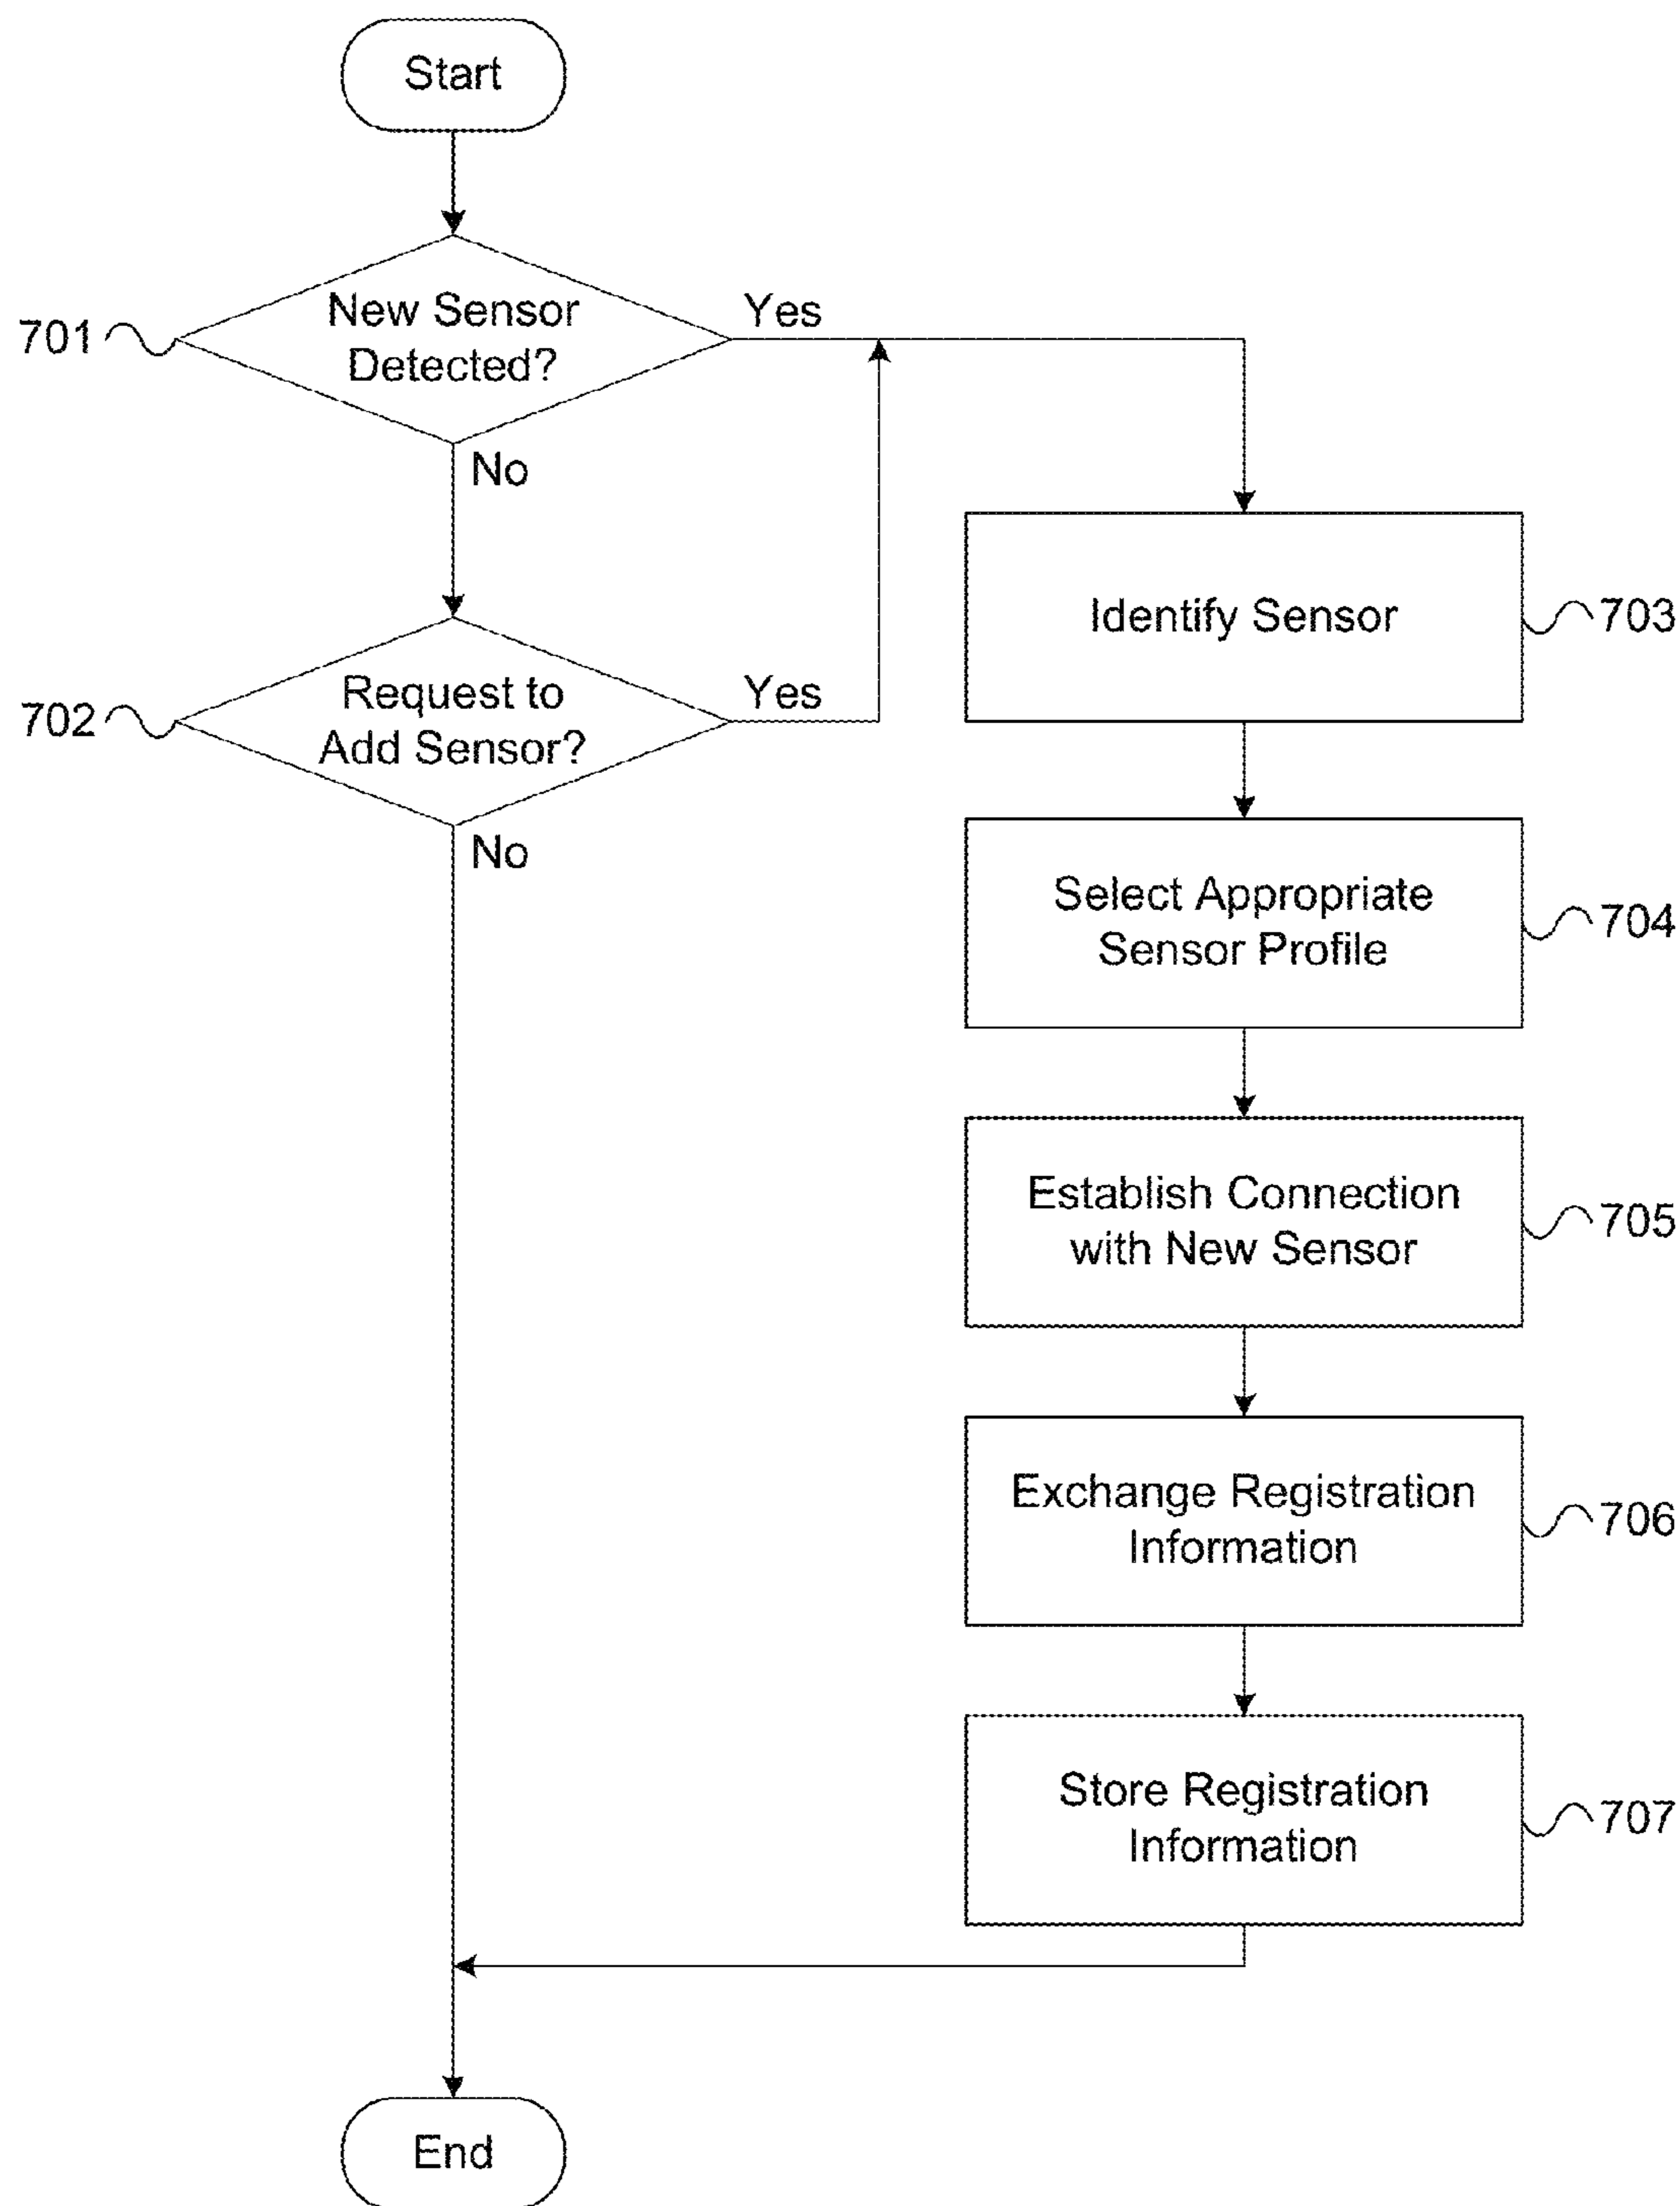 Start
New Sensor
Detected?
701
Yes
No
Request to
Add Sensor?
702
Yes
No
Identify Sensor
703
Select Appropriate
Sensor Profile
704
Establish Connection
with New Sensor
705
Exchange Registration
Information
706
Store Registration
Information
707
End